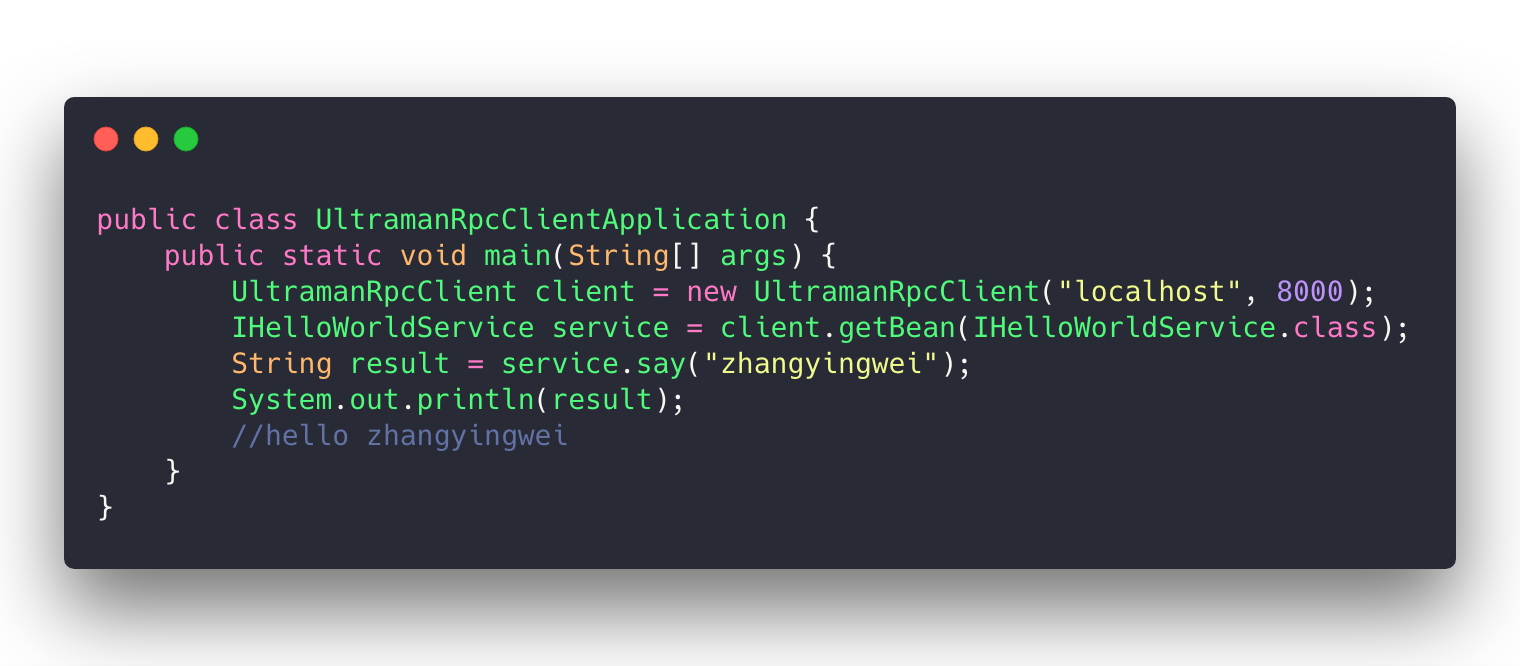 public class UltramanRpcClientApplication {
    public static void main(String[] args) {
        UltramanRpcClient client = new UltramanRpcClient("localhost", 8000);
        IHelloWorldService service = client.getBean(IHelloWorldService.class);
        String result = service.say("zhangyingwei");
        System.out.println(result);
        //hello zhangyingwei
    }
}